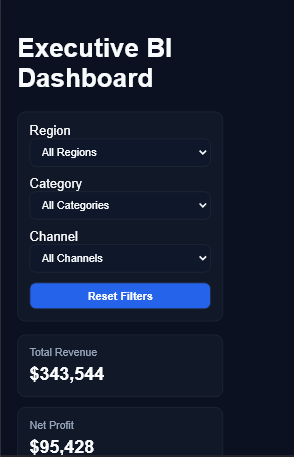 Executive BI
Dashboard
Region
All Regions
Category
All Categories
Channel
All Channels
Reset Filters
Total Revenue
$343,544
Net Profit
$95,428